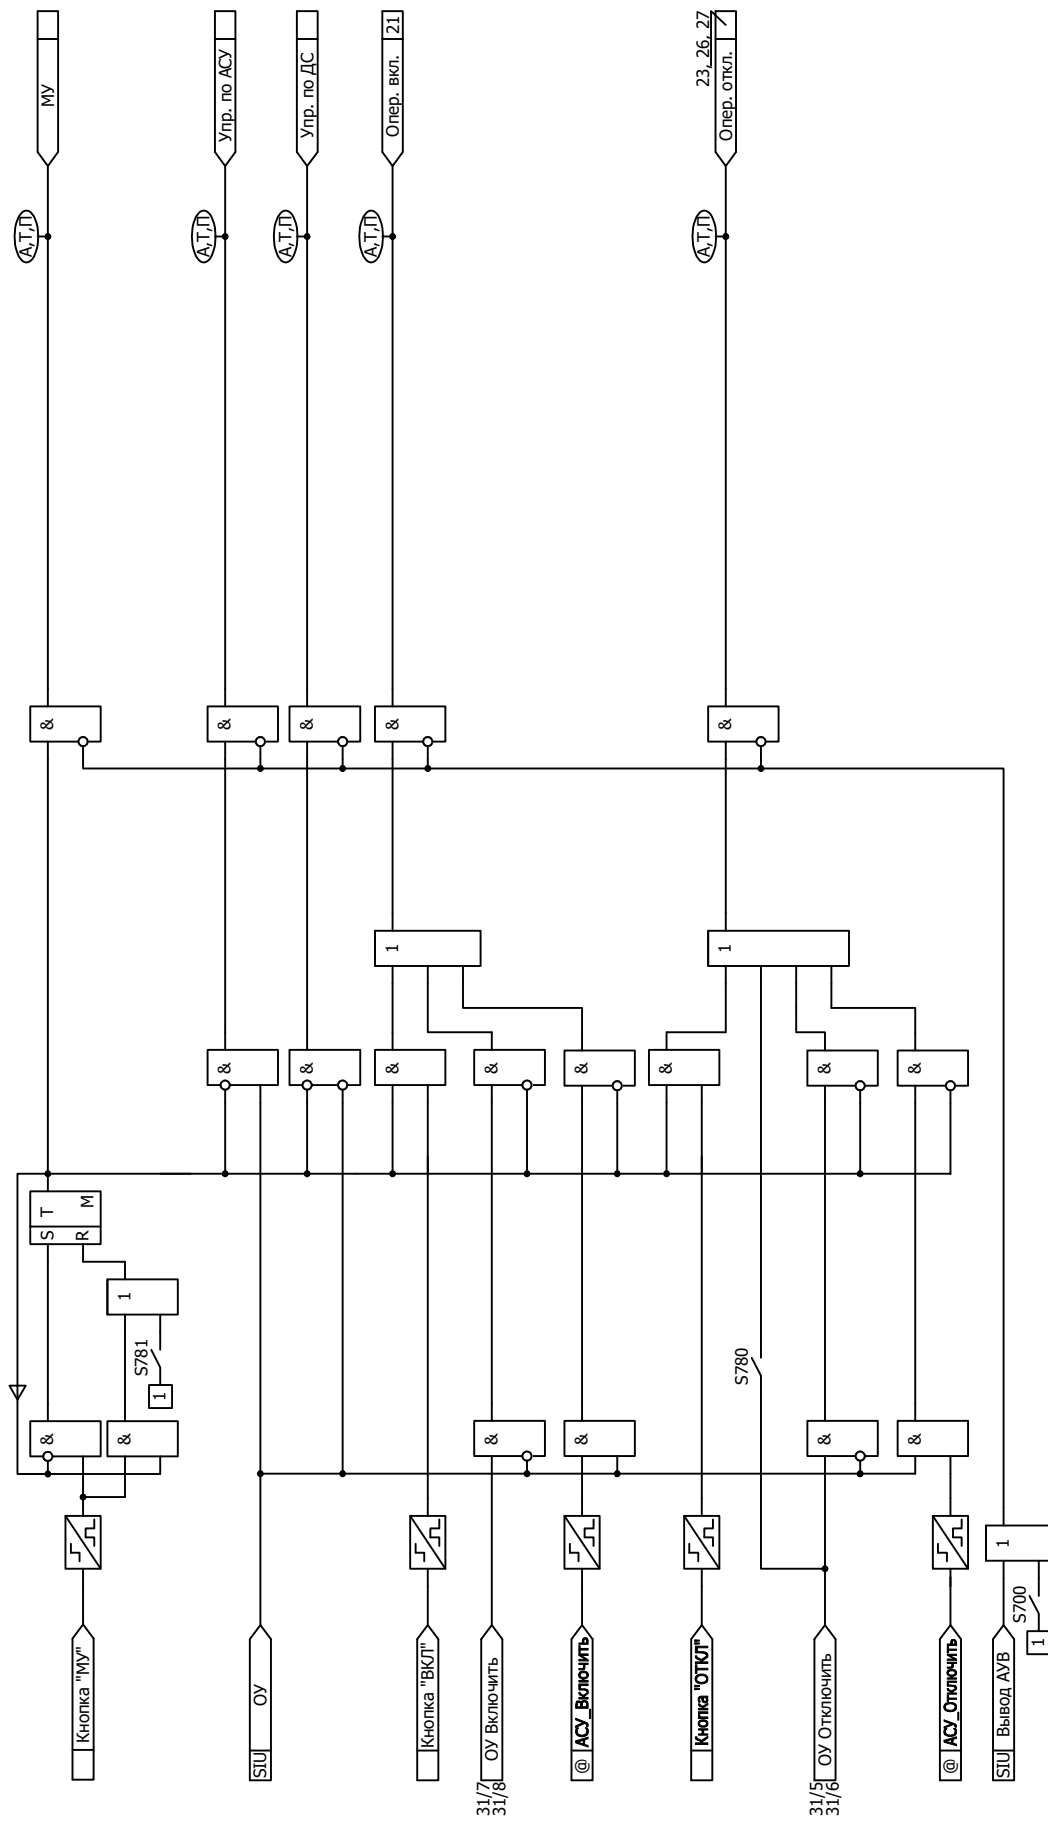 МУ
Упр. по АСУ
Упр. по ДС
Опер. вкл. 21
23, 26, 27
Опер. откл.
А,Т,П
А,Т,П
А,Т,П
А,Т,П
А,Т,П
&
&
&
&
&
1
1
&
&
&
&
&
&
&
&
S T
R M
1
S781
1
S780
&
&
&
&
&
&
1
S700
1
Кнопка "МУ"
SIU ОУ
Кнопка "ВКЛ"
31/7
31/8
ОУ Включить
@ АСУ_Включить
Кнопка "ОТКЛ"
31/5
31/6
ОУ Отключить
@ АСУ_Отключить
SIU Вывод АУВ